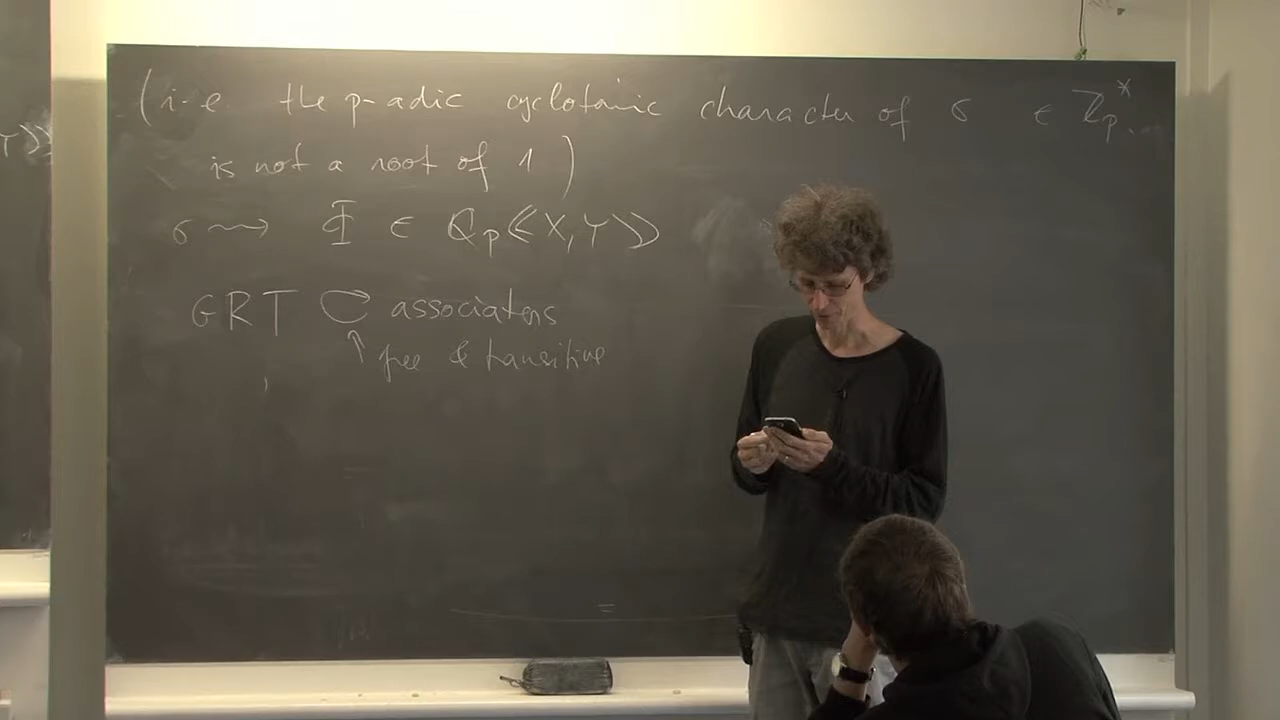 (i.e. the p-adic cyclotomic character of σ ∈ ℤp*.
is not a root of 1)
σ ⟿ Φ ∈ ℚp⟪X,Y⟫
GRT ⟳ associators
↑ free & transitive
Y⟫
=